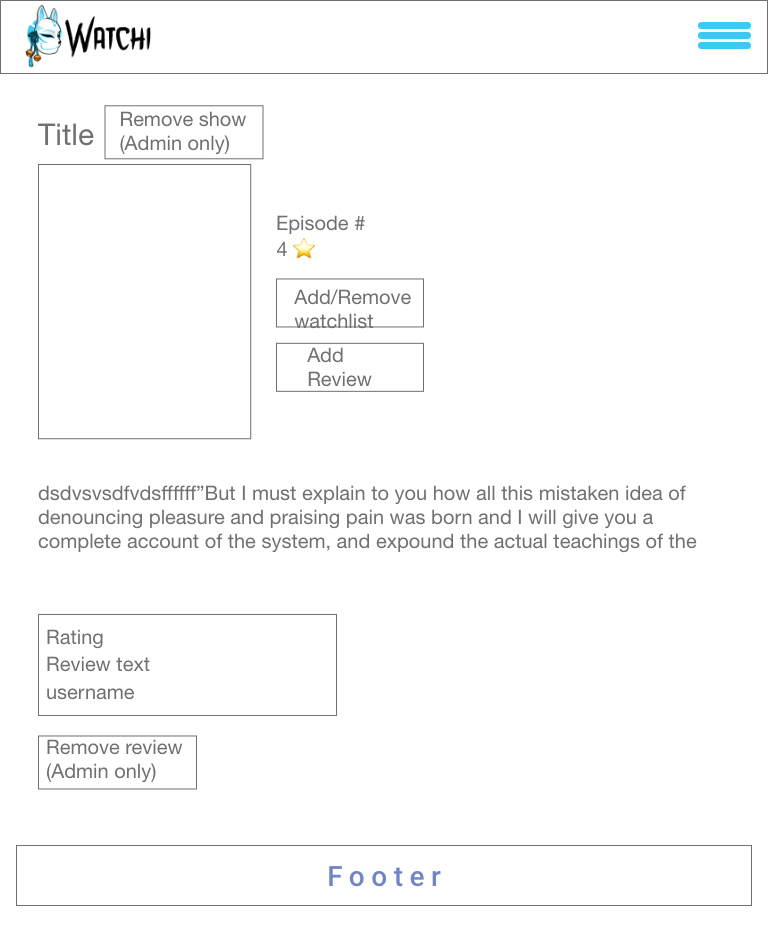 WATCHI
Title
Remove show
(Admin only)
Episode #
4
Add/Remove
watchlist
Add
Review
dsdvsvsdfvdsffffff”But I must explain to you how all this mistaken idea of
denouncing pleasure and praising pain was born and I will give you a
complete account of the system, and expound the actual teachings of the
Rating
Review text
username
Remove review
(Admin only)
Footer